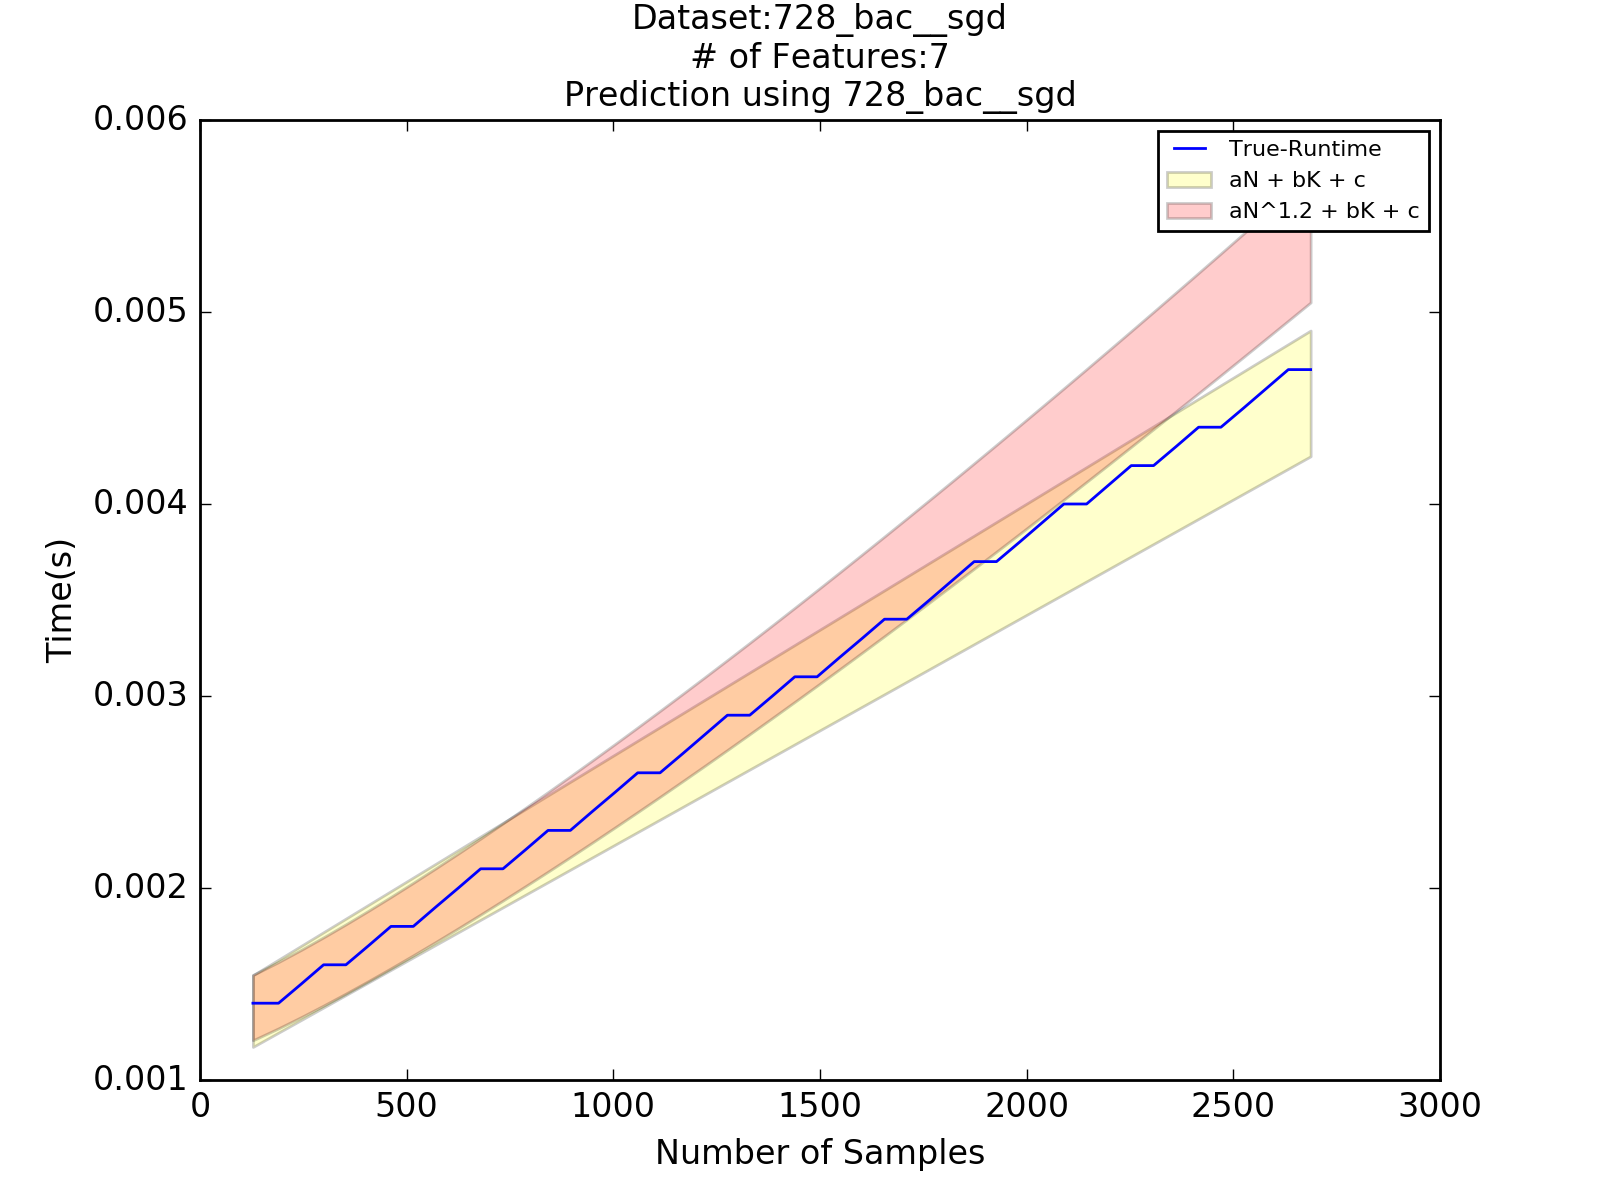 Dataset:728_bac__sgd
# of Features:7
Prediction using 728_bac__sgd
0.006
0.005
0.004
0.003
0.002
0.001
Time(s)
True-Runtime
aN + bK + c
aN^1.2 + bK + c
0 500 1000 1500 2000 2500 3000
Number of Samples